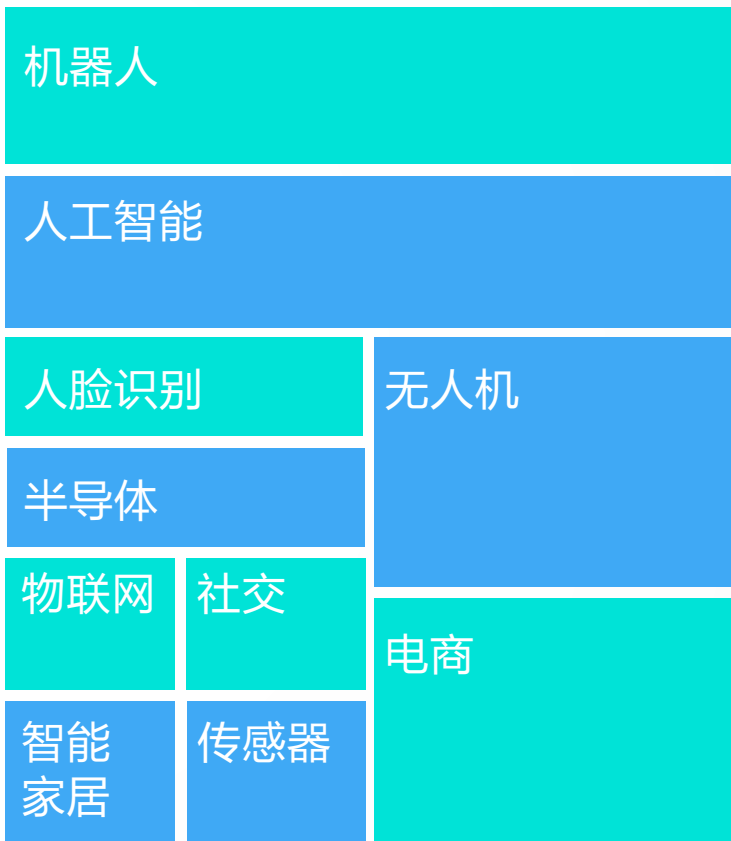 机器人
人工智能
人脸识别
无人机
半导体
物联网
社交
电商
智能
家居
传感器